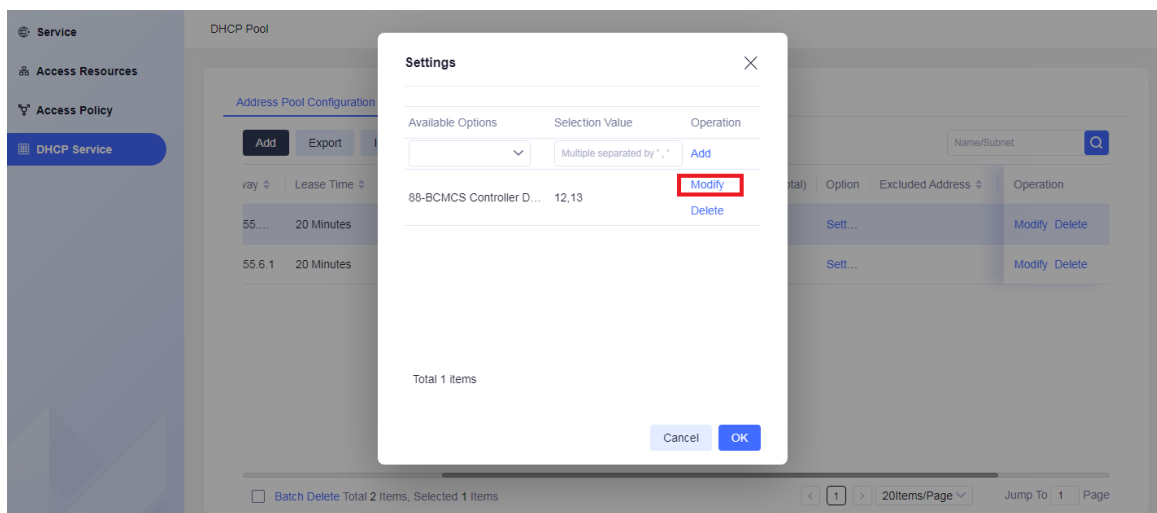 Service
DHCP Pool
Access Resources
Access Policy
DHCP Service
Address Pool Configuration
Add
Export
Name/Subnet
way
Lease Time
otal)
Option
Excluded Address
Operation
55....
20 Minutes
Sett...
Modify Delete
55.6.1
20 Minutes
Sett...
Modify Delete
Settings
Available Options
Selection Value
Operation
Multiple separated by ' , '
Add
88-BCMCS Controller D...
12,13
Modify
Delete
Total 1 items
Cancel
OK
Batch Delete Total 2 Items, Selected 1 Items
1
20Items/Page
Jump To 1 Page